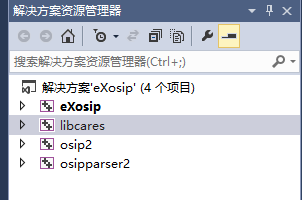 解决方案资源管理器
搜索解决方案资源管理器(Ctrl+;)
解决方案'eXosip' (4 个项目)
eXosip
libcares
osip2
osipparser2